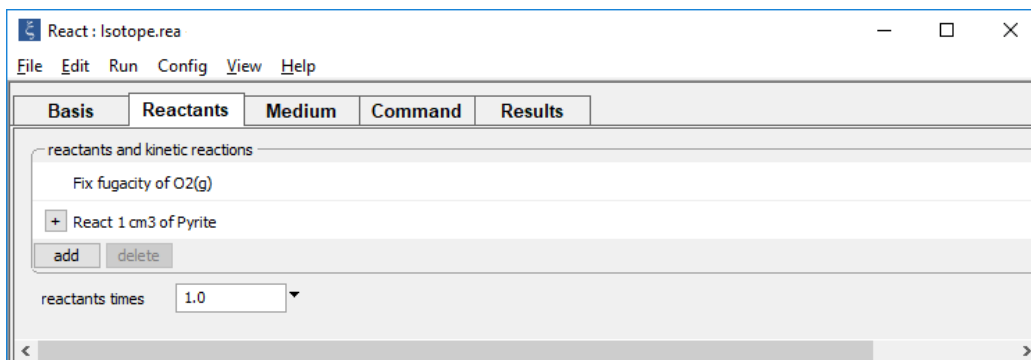 React : Isotope.rea
File Edit Run Config View Help
Basis Reactants Medium Command Results
reactants and kinetic reactions
Fix fugacity of O2(g)
+ React 1 cm3 of Pyrite
add delete
reactants times 1.0